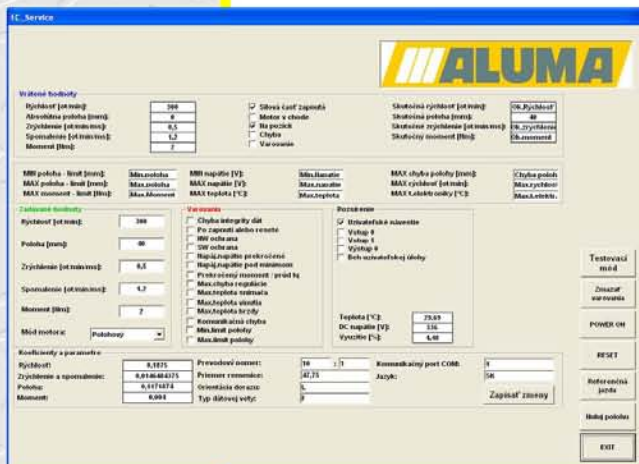 TC_Service
ALUMA
Vrátené hodnoty
Rýchlosť [ot/min]: 300
Absolútna poloha [mm]: 0
Zrýchlenie [ot/min/ms]: 0,5
Spomalenie [ot/min/ms]: 1,2
Moment [Nm]: 7
Silová časť zapnutá
Motor v chode
Na pozícii
Chyba
Varovanie
Skutočná rýchlosť [ot/min]: Ok.Rýchlosť
Skutočná poloha [mm]: 40
Skutočné zrýchlenie [ot/min/ms]: Ok.zrýchlenie
Skutočný moment [Nm]: Ok.moment
MIN poloha - limit [mm]: Min.poloha
MAX poloha - limit [mm]: Max.poloha
MAX moment - limit [Nm]: Max.Moment
MIN napätie [V]: Min.Napatie
MAX napätie [V]: Max.napatie
MAX teplota [°C]: Max.teplota
MAX chyba polohy [mm]: Chyba poloh
MAX rýchlosť [ot/min]: Max.rychlosť
MAX t.elektroniky [°C]: Max.t.elektr.
Zadávané hodnoty
Rýchlosť [ot/min]: 300
Poloha [mm]: 40
Zrýchlenie [ot/min/ms]: 0,5
Spomalenie [ot/min/ms]: 1,2
Moment [Nm]: 7
Mód motora: Polohový
Varovania
Chyba integrity dát
Po zapnutí alebo resete
HW ochrana
SW ochrana
Napáj.napätie prekročené
Napáj.napätie pod minimom
Prekročený moment / prúd
Max.chyba regulácie
Max.teplota snímača
Max.teplota vinutia
Max.teplota brzdy
Komunikačná chyba
Min.limit polohy
Max.limit polohy
Rozšírenie
Užívateľské návestie
Vstup 0
Vstup 1
Výstup 0
Beh užívateľskej úlohy
Teplota [°C]: 29,69
DC napätie [V]: 336
Využitie [%]: 4,40
Testovací mód
Zmazať varovania
POWER ON
RESET
Referenčná jazda
Nuluj polohu
EXIT
Koeficienty a parametre
Rýchlosť: 0,1875
Zrýchlenie a spomalenie: 0,0146484375
Poloha:
Moment: 0,004
Prevodový pomer: 10 : 1
Priemer remenice: 47,75
Orientácia dorazu: L
Typ dátovej vety:
Komunikačný port COM: 1
Jazyk: SK
Zapísať zmeny